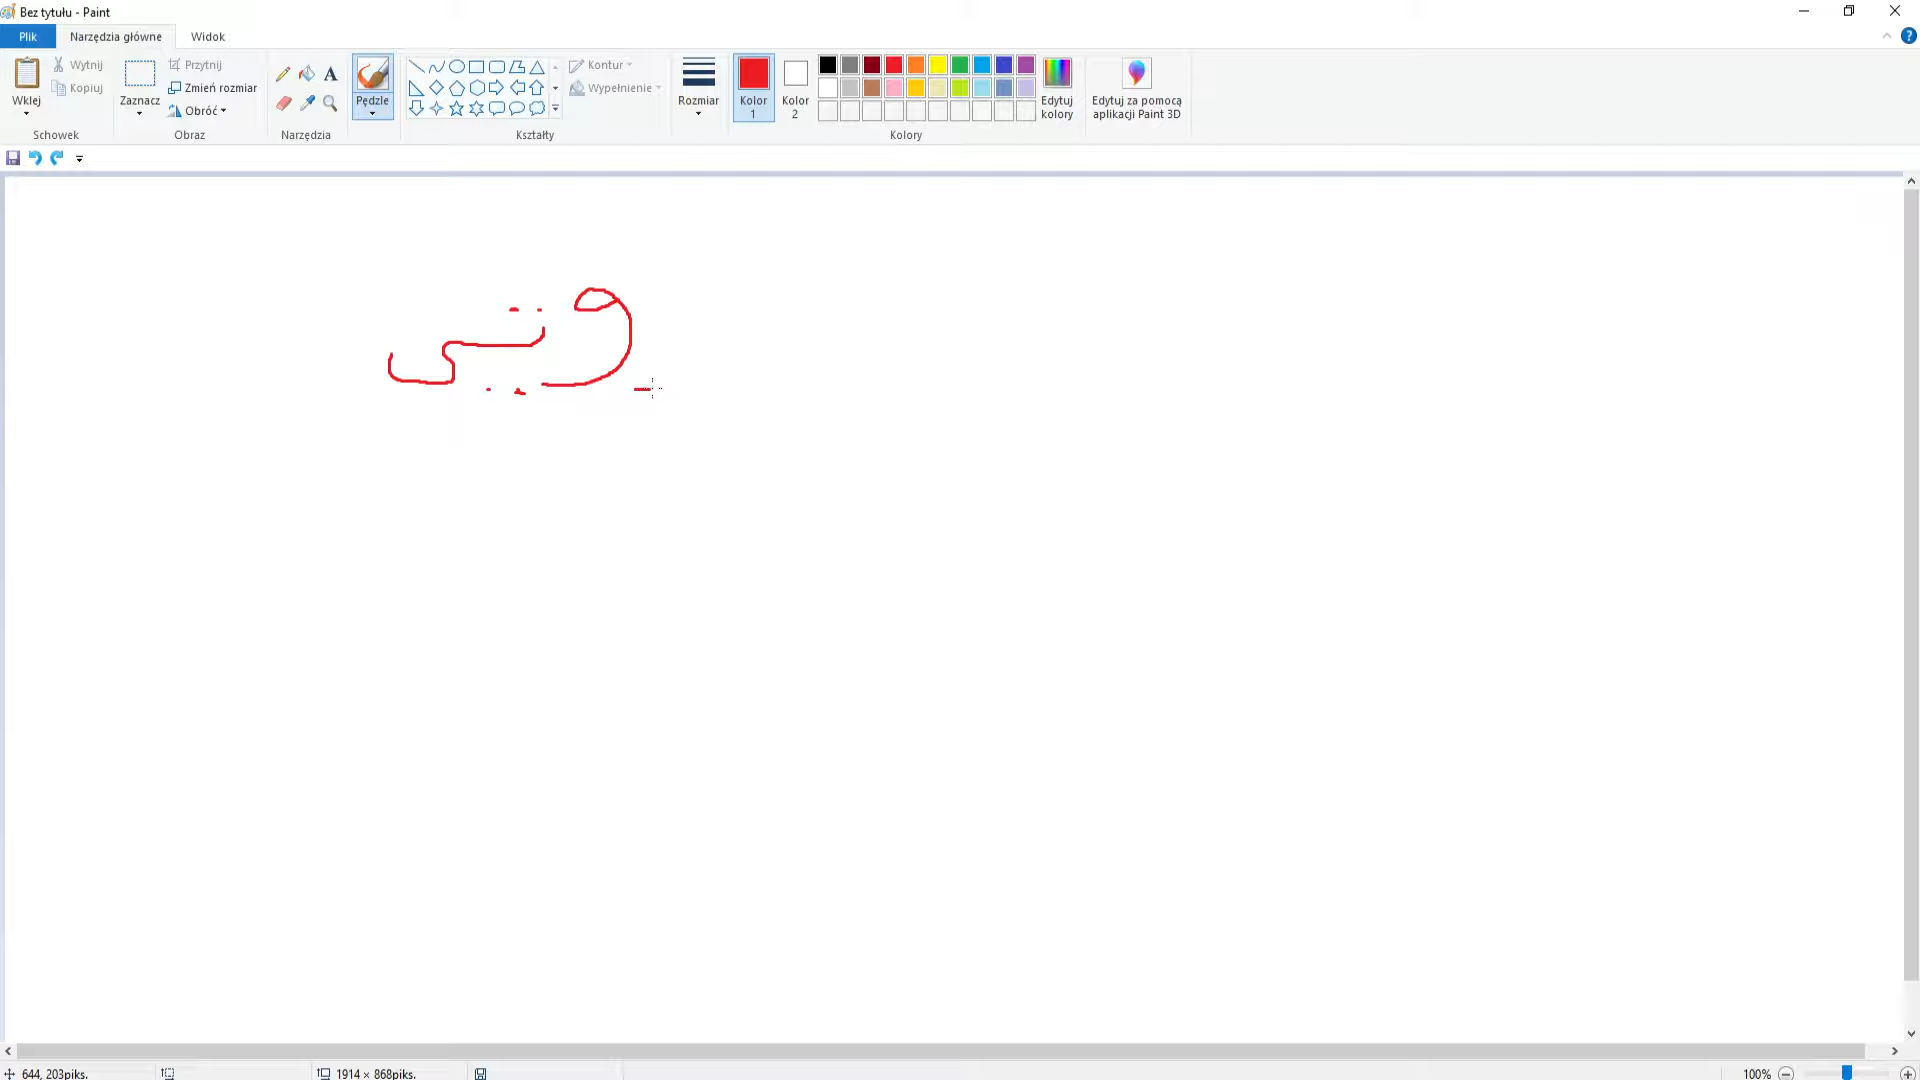 Bez tytułu - Paint
Plik Narzędzia główne Widok
Wklej
Wytnij
Kopiuj
Schowek
Zaznacz
Przytnij
Zmień rozmiar
Obróć
Obraz
A
Narzędzia
Pędzle
Kontur
Wypełnienie
Kształty
Rozmiar
Kolor
1
Kolor
2
Edytuj
kolory
Kolory
Edytuj za pomocą
aplikacji Paint 3D
وتي
644, 203piks.
1914 × 868piks.
100%